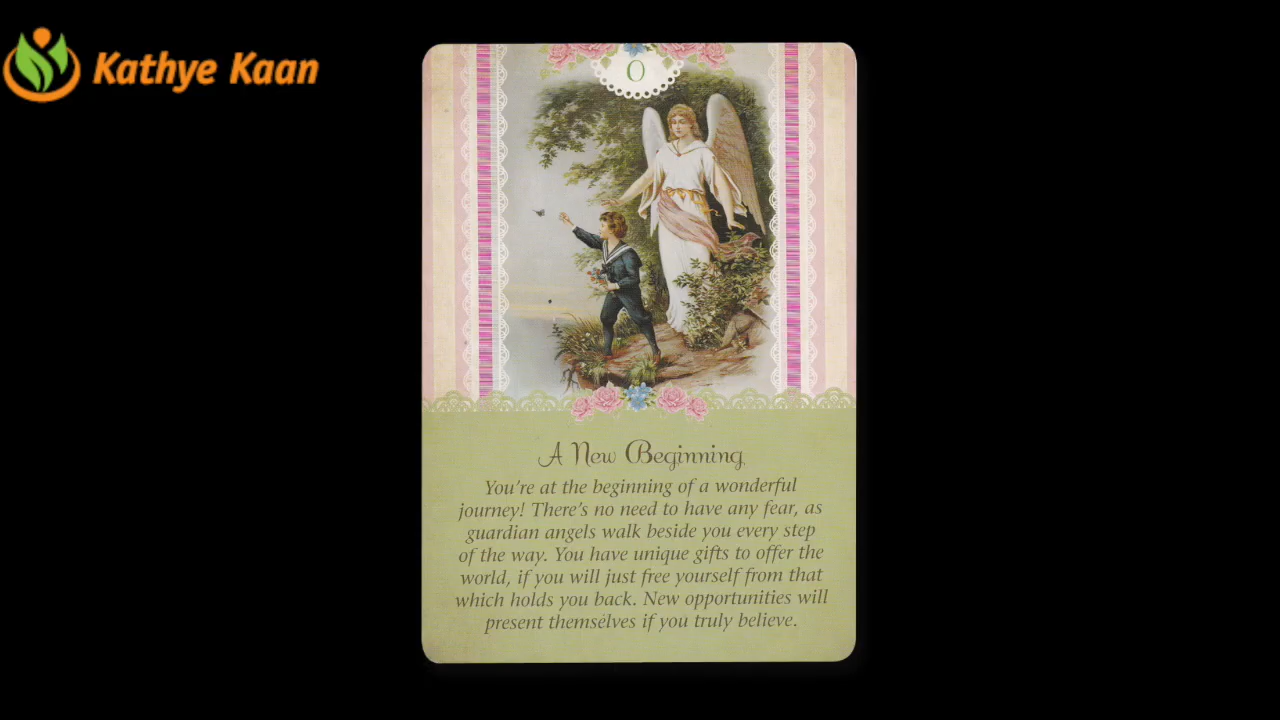 Kathye Kaan
0
A New Beginning
You're at the beginning of a wonderful
journey! There's no need to have any fear, as
guardian angels walk beside you every step
of the way. You have unique gifts to offer the
world, if you will just free yourself from that
which holds you back. New opportunities will
present themselves if you truly believe.